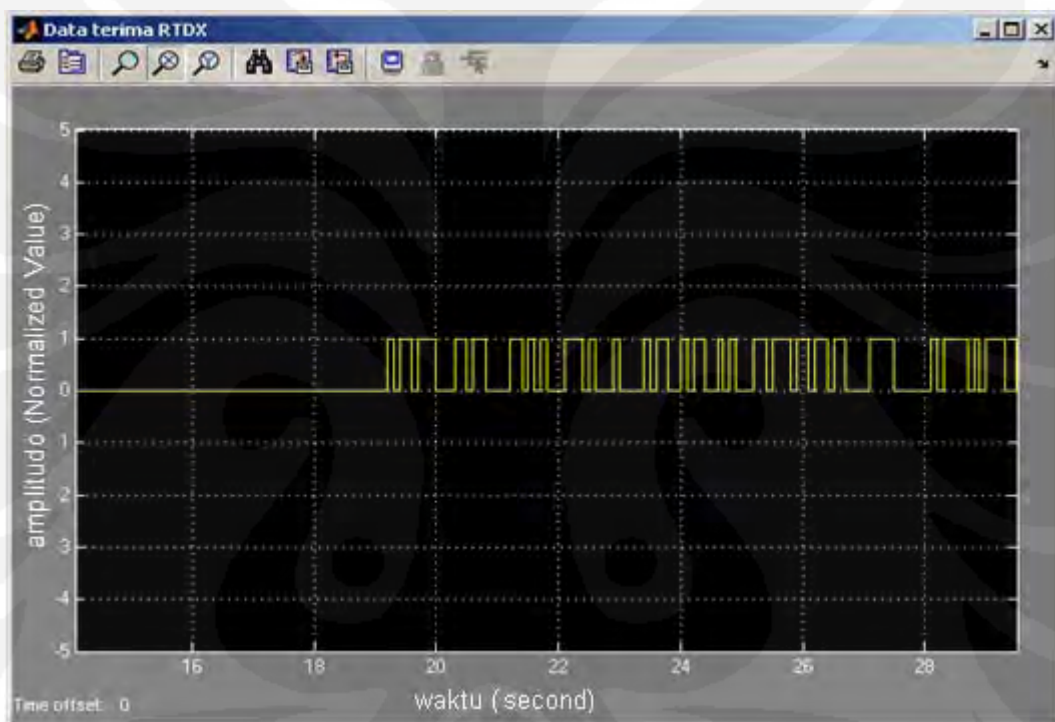 Data terima RTDX
5
4
3
2
1
0
1
-2
-3
-4
-5
amplitudo (Normalized Value)
16 18 20 22 24 26 28
Time offset: 0
waktu (second)